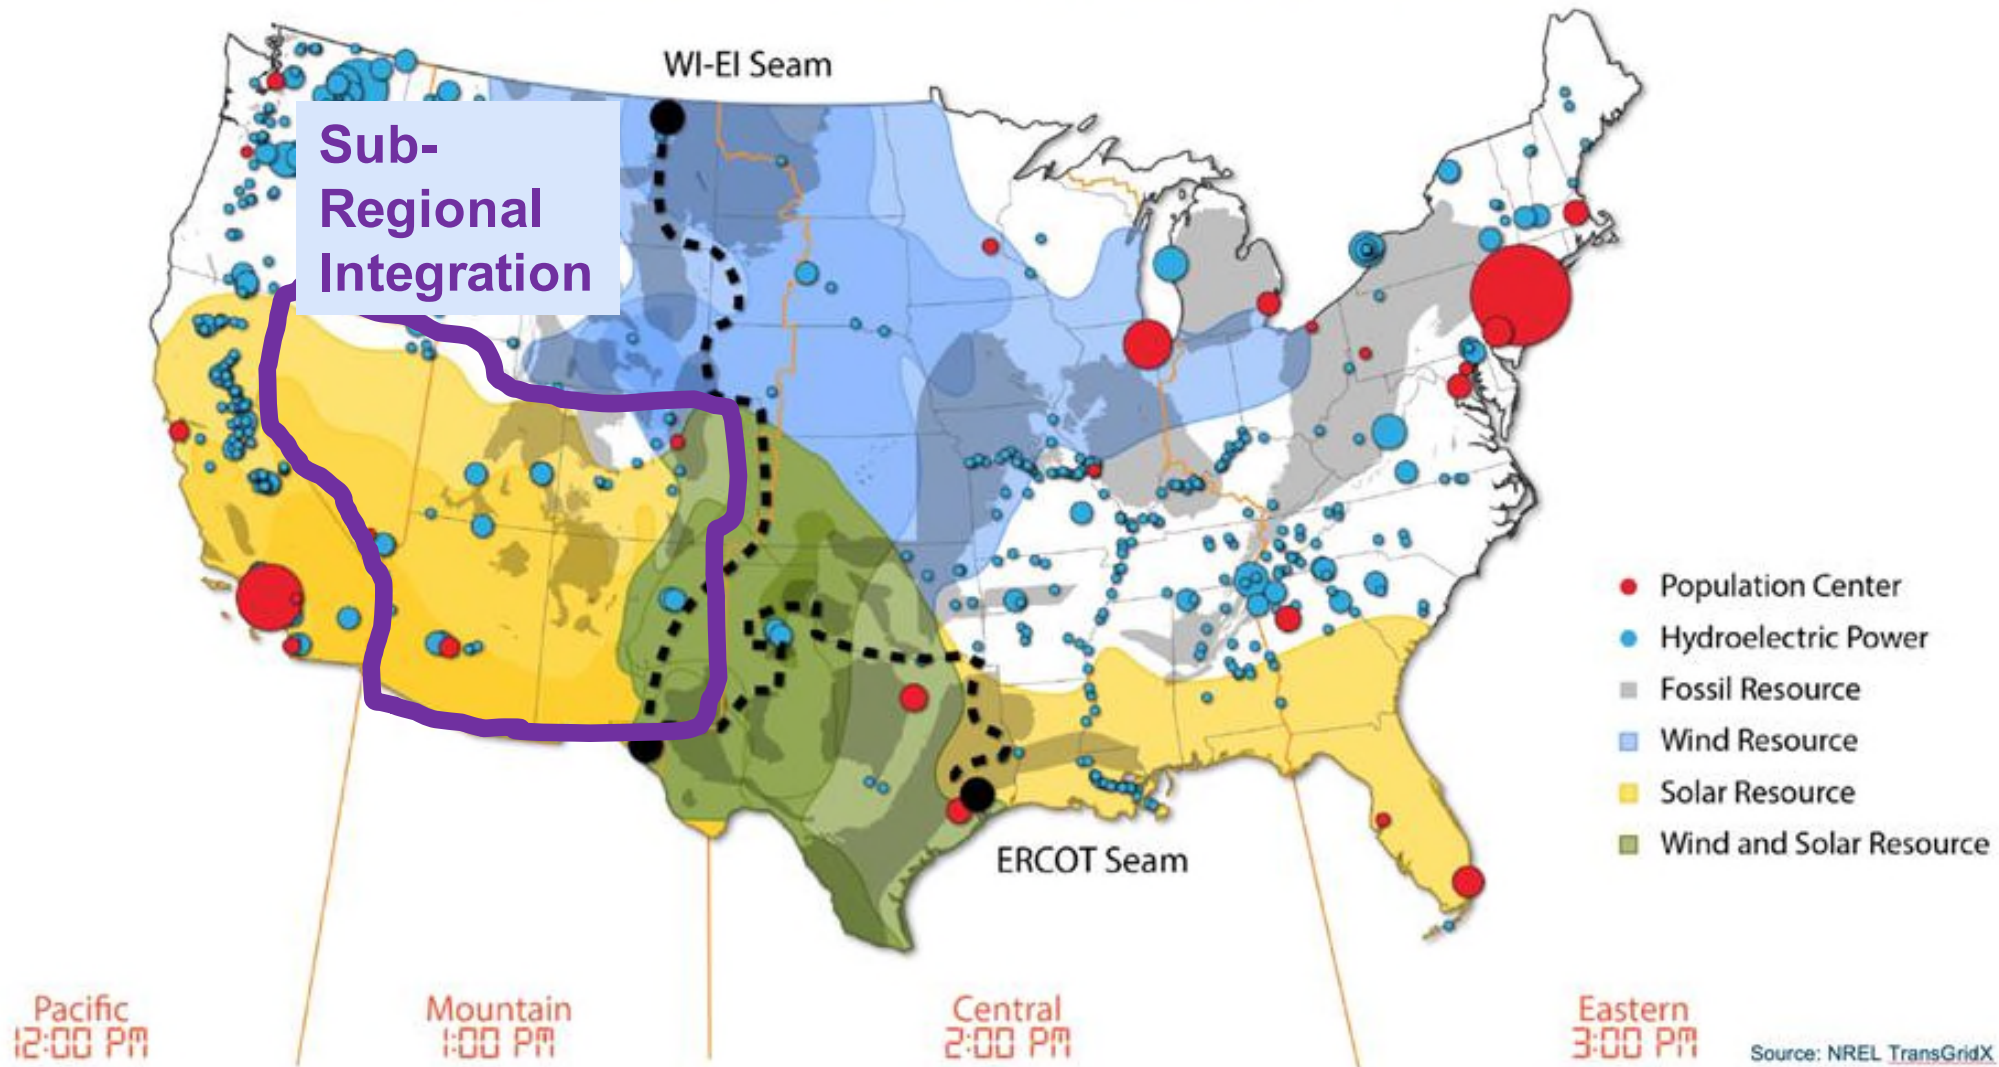 WI-EI Seam
Sub-
Regional
Integration
Population Center
Hydroelectric Power
Fossil Resource
Wind Resource
Solar Resource
Wind and Solar Resource
ERCOT Seam
Pacific
12:00 PM
Mountain
1:00 PM
Central
2:00 PM
Eastern
3:00 PM
Source: NREL TransGridX